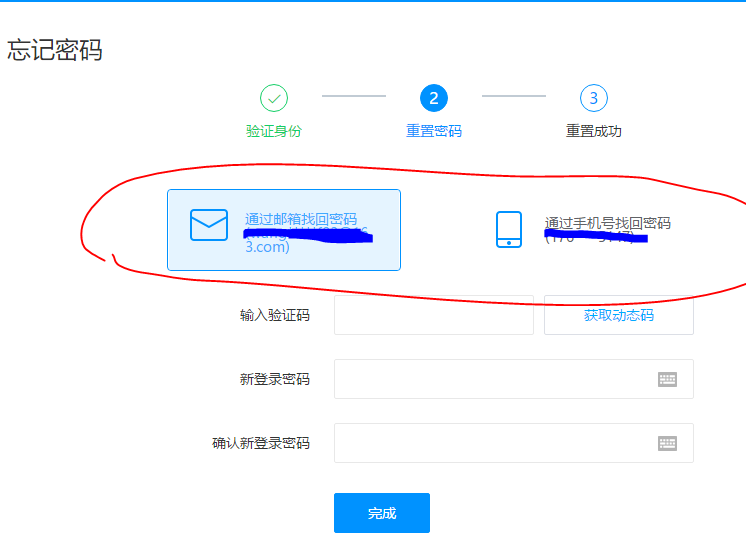 忘记密码
2
3
验证身份
重置密码
重置成功
通过邮箱找回密码
3.com)
通过手机号找回密码
输入验证码
获取动态码
新登录密码
确认新登录密码
完成